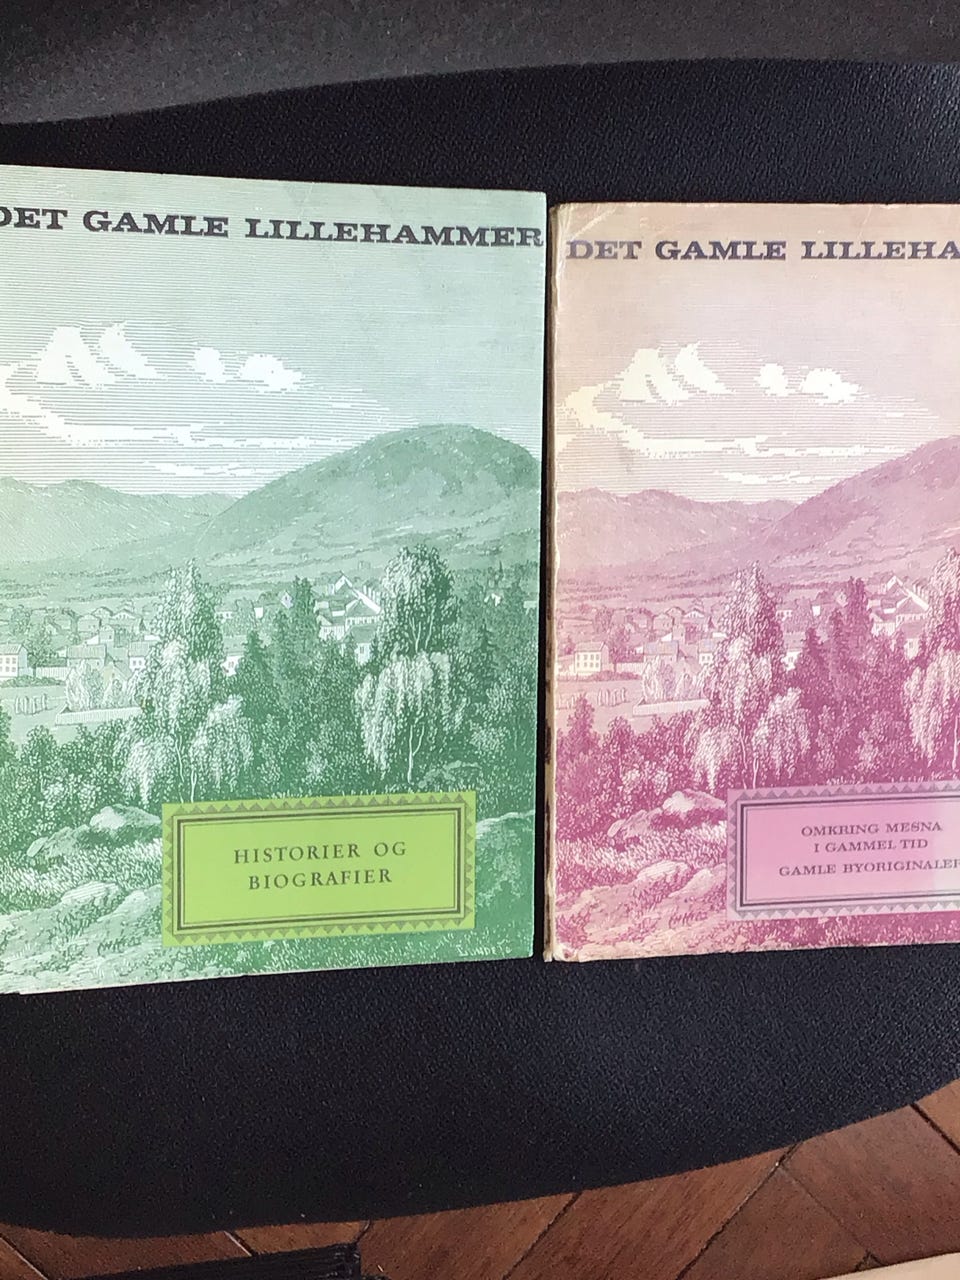 DET GAMLE LILLEHAMMER
HISTORIER OG
BIOGRAFIER
DET GAMLE LILLEHA
OMKRING MESNA
I GAMMEL TID
GAMLE BYORIGINALER